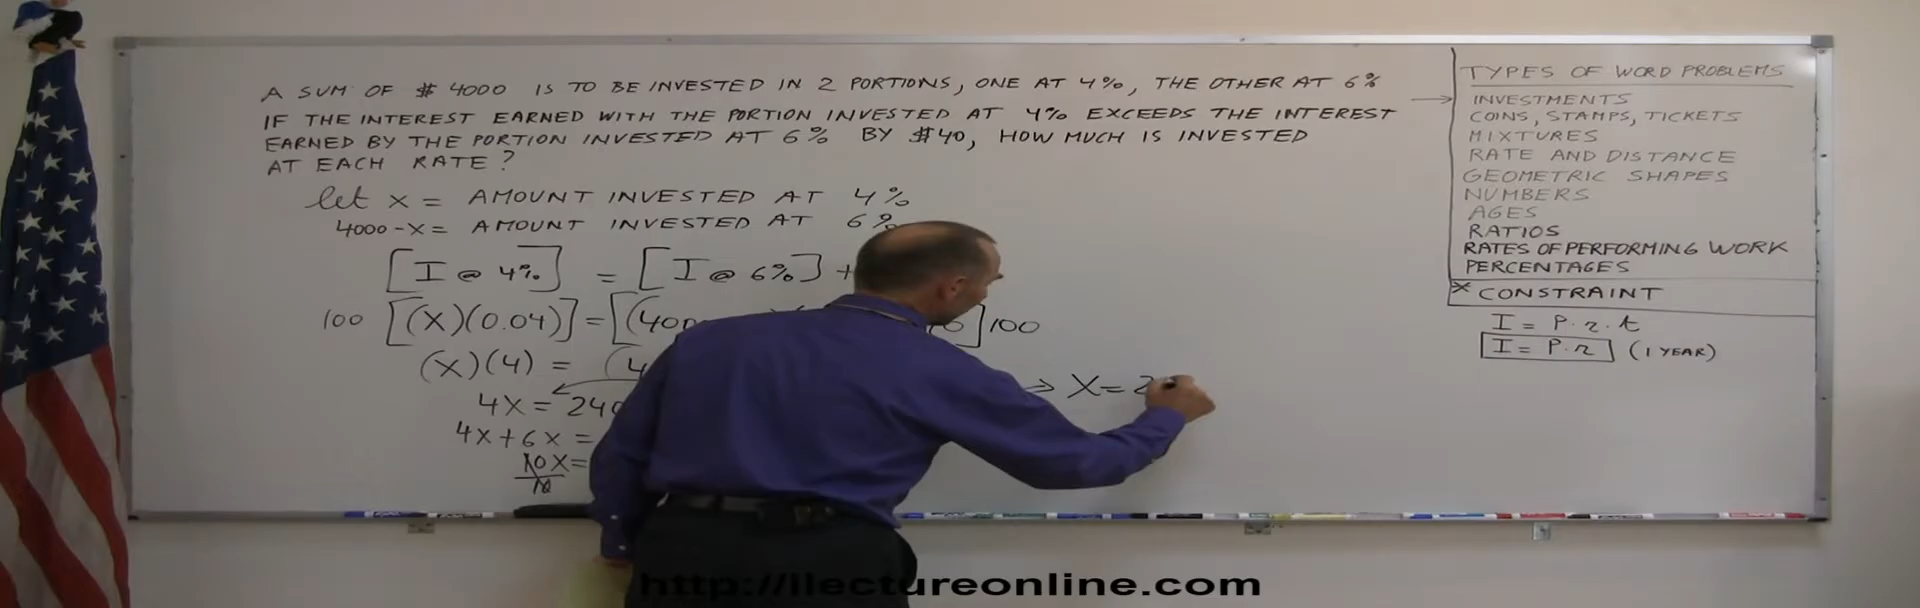 A SUM OF $ 4000 IS TO BE INVESTED IN 2 PORTIONS, ONE AT 4%, THE OTHER AT 6%
IF THE INTEREST EARNED WITH THE PORTION INVESTED AT 4% EXCEEDS THE INTEREST
EARNED BY THE PORTION INVESTED AT 6% BY $40, HOW MUCH IS INVESTED
AT EACH RATE?
let X = AMOUNT INVESTED AT 4%
4000-X = AMOUNT INVESTED AT 6%
[I @ 4%] = [I @ 6%] +
100 [(X)(0.04)] = [(400 ] 100
(X)(4) = (4
4X = 240 → X = 2
4X + 6X =
10X =
10
TYPES OF WORD PROBLEMS
→ INVESTMENTS
COINS, STAMPS, TICKETS
MIXTURES
RATE AND DISTANCE
GEOMETRIC SHAPES
NUMBERS
AGES
RATIOS
RATES OF PERFORMING WORK
PERCENTAGES
* CONSTRAINT
I = P.r.t
I = P.r (1 YEAR)
http://ilectureonline.com